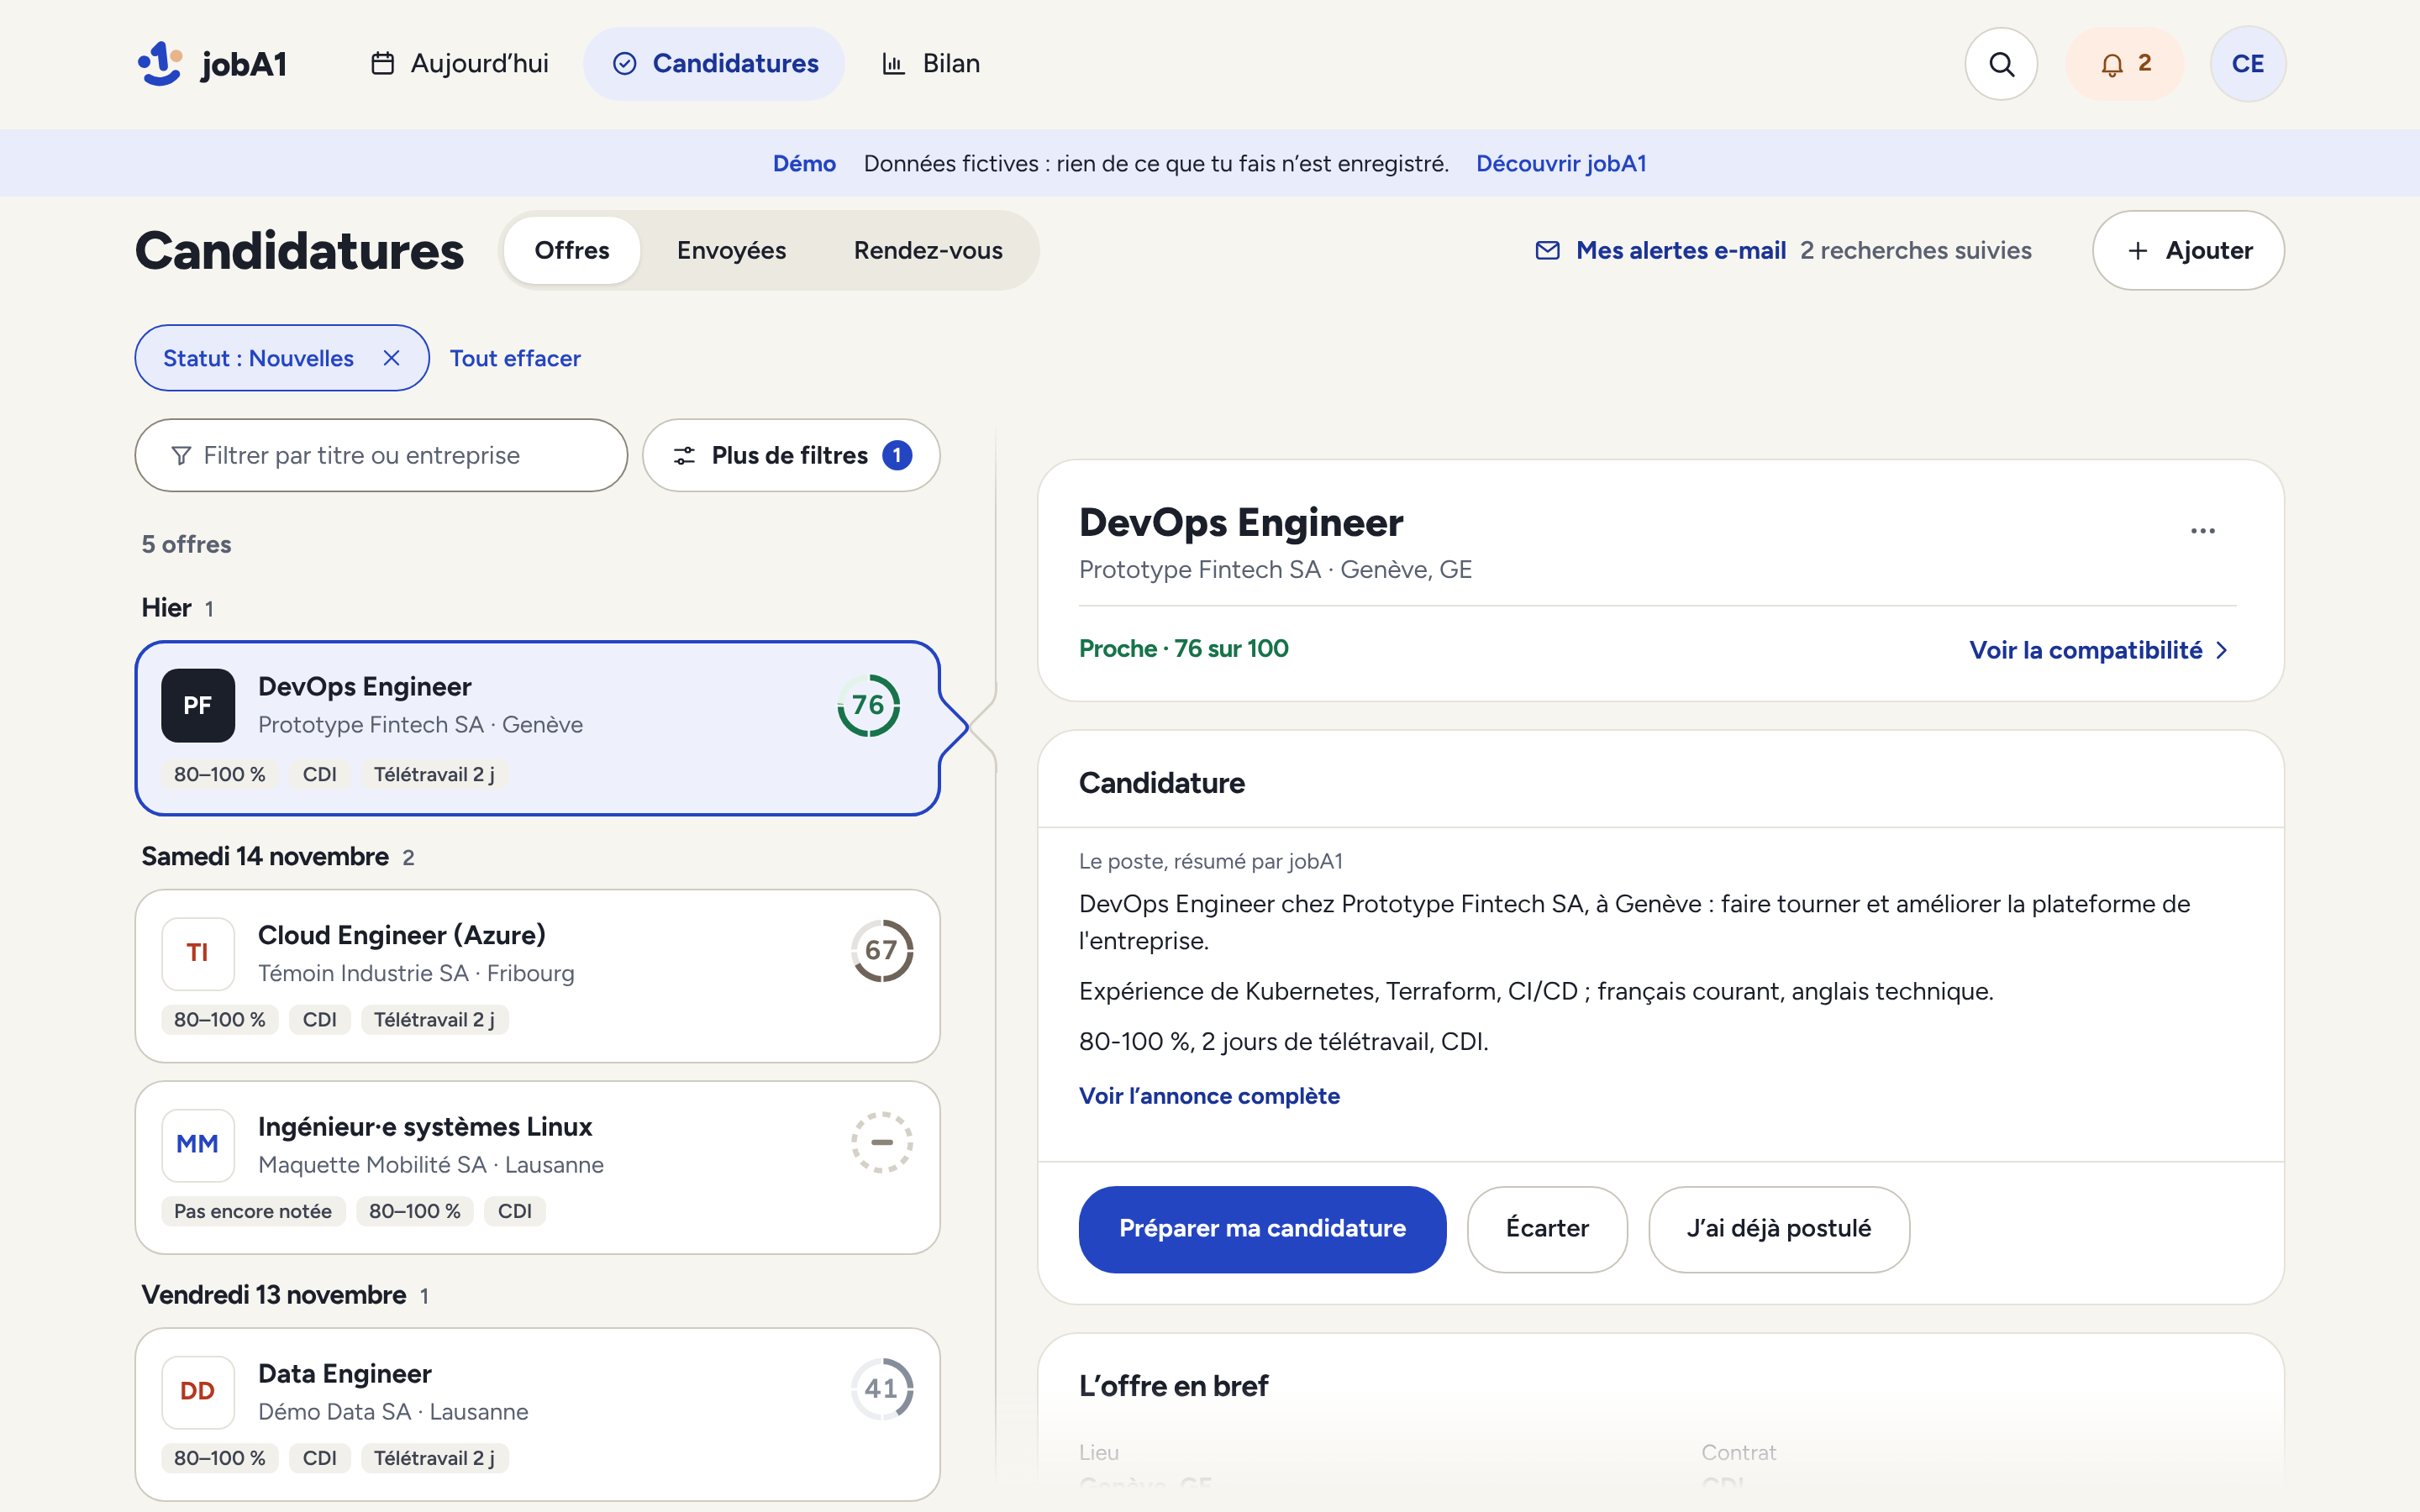 jobA1
Aujourd’hui
Candidatures
Bilan
2
CE
Démo Données fictives : rien de ce que tu fais n’est enregistré. Découvrir jobA1
Candidatures
Offres
Envoyées
Rendez-vous
Mes alertes e-mail 2 recherches suivies
Ajouter
Statut : Nouvelles
Tout effacer
Filtrer par titre ou entreprise
Plus de filtres 1
5 offres
Hier 1
PF
DevOps Engineer
Prototype Fintech SA · Genève
76
80–100 % CDI Télétravail 2 j
Samedi 14 novembre 2
TI
Cloud Engineer (Azure)
Témoin Industrie SA · Fribourg
67
80–100 % CDI Télétravail 2 j
MM
Ingénieur·e systèmes Linux
Maquette Mobilité SA · Lausanne
Pas encore notée 80–100 % CDI
Vendredi 13 novembre 1
DD
Data Engineer
Démo Data SA · Lausanne
41
80–100 % CDI Télétravail 2 j
DevOps Engineer
Prototype Fintech SA · Genève, GE
Proche · 76 sur 100
Voir la compatibilité
Candidature
Le poste, résumé par jobA1
DevOps Engineer chez Prototype Fintech SA, à Genève : faire tourner et améliorer la plateforme de
l'entreprise.
Expérience de Kubernetes, Terraform, CI/CD ; français courant, anglais technique.
80-100 %, 2 jours de télétravail, CDI.
Voir l’annonce complète
Préparer ma candidature
Écarter
J’ai déjà postulé
L’offre en bref
Lieu
Contrat
Genève, GE
CDI